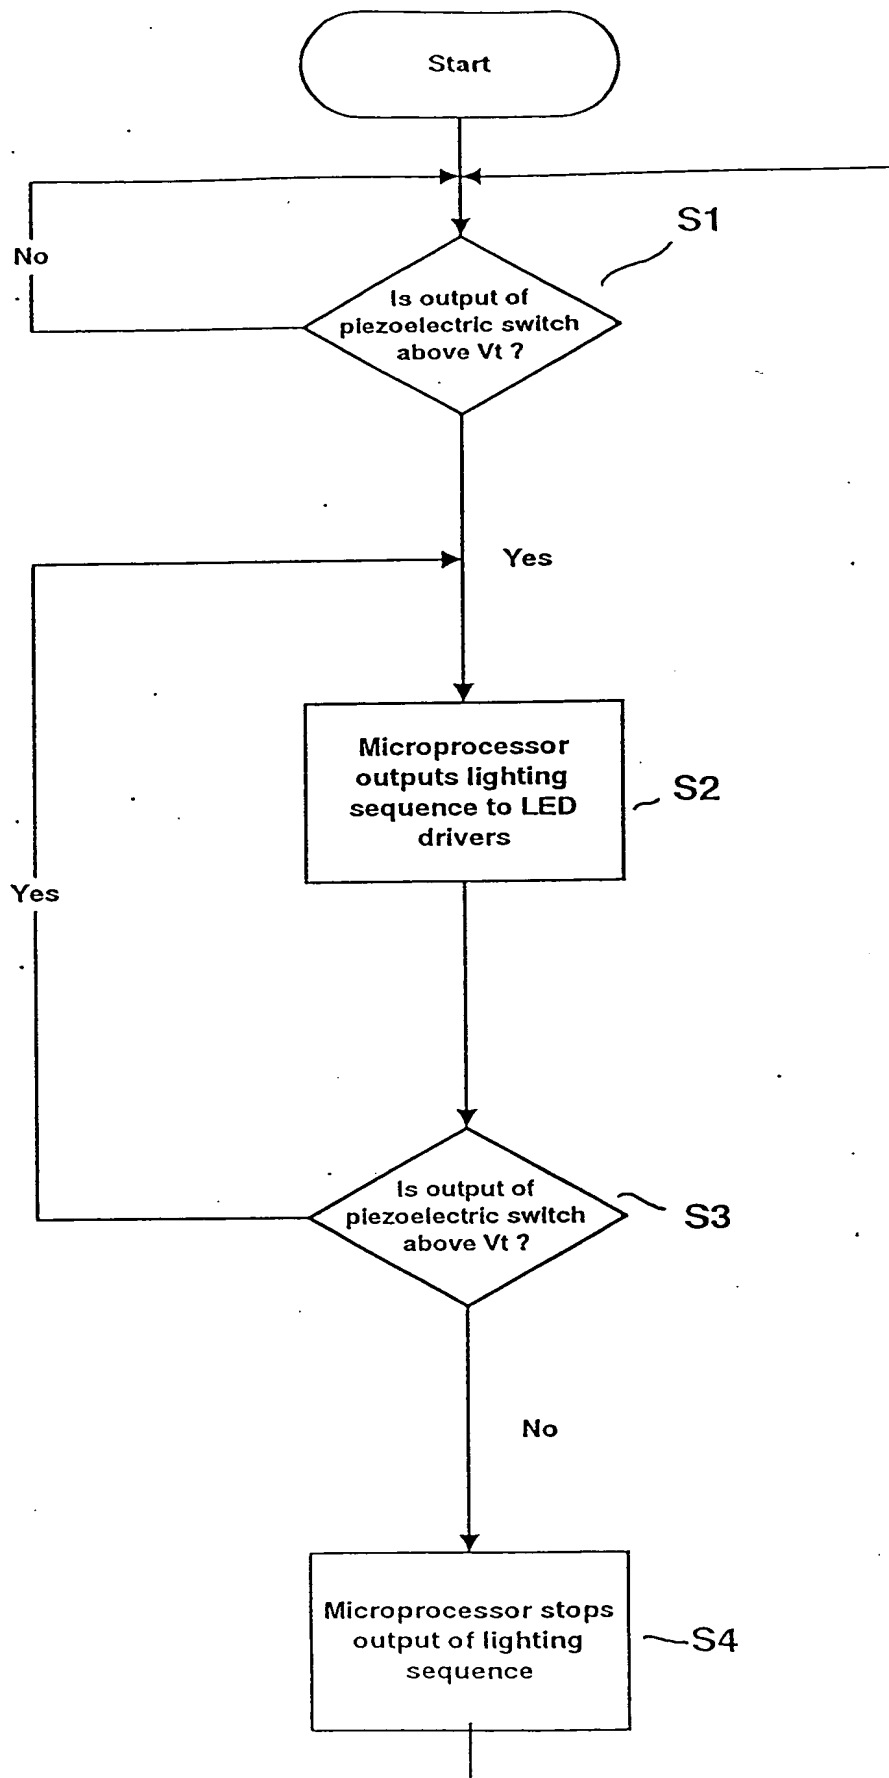 Start
S1
No
Is output of
piezoelectric switch
above Vt ?
Yes
Microprocessor
outputs lighting
sequence to LED
drivers
S2
Yes
Is output of
piezoelectric switch
above Vt ?
S3
No
Microprocessor stops
output of lighting
sequence
S4